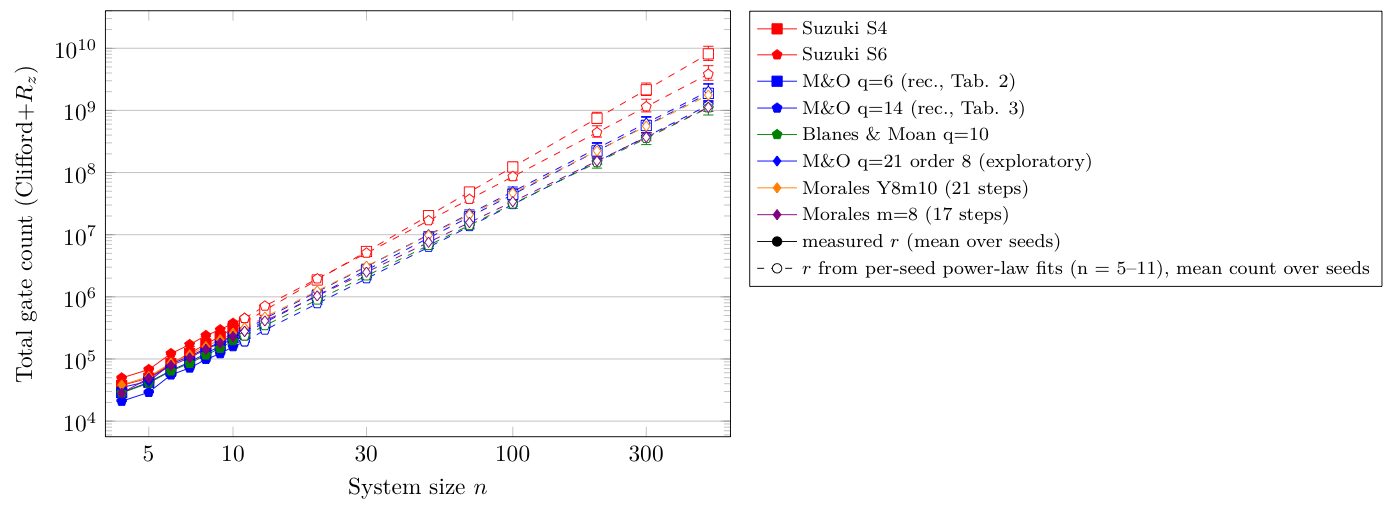 Total gate count (Clifford+R_z)
10^10
10^9
10^8
10^7
10^6
10^5
10^4
5 10 30 100 300
System size n
Suzuki S4
Suzuki S6
M&O q=6 (rec., Tab. 2)
M&O q=14 (rec., Tab. 3)
Blanes & Moan q=10
M&O q=21 order 8 (exploratory)
Morales Y8m10 (21 steps)
Morales m=8 (17 steps)
measured r (mean over seeds)
r from per-seed power-law fits (n = 5–11), mean count over seeds